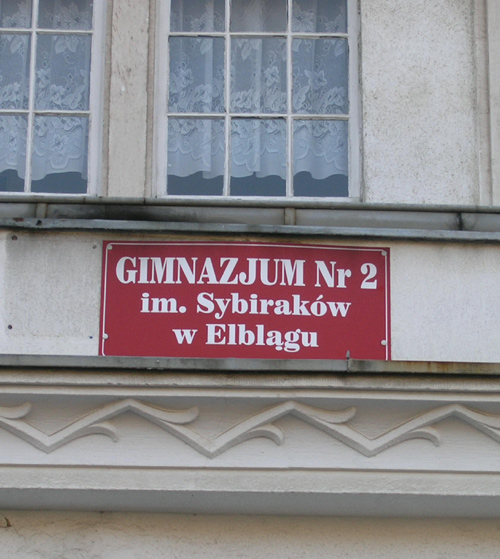 GIMNAZJUM Nr 2
im. Sybiraków
w Elblągu